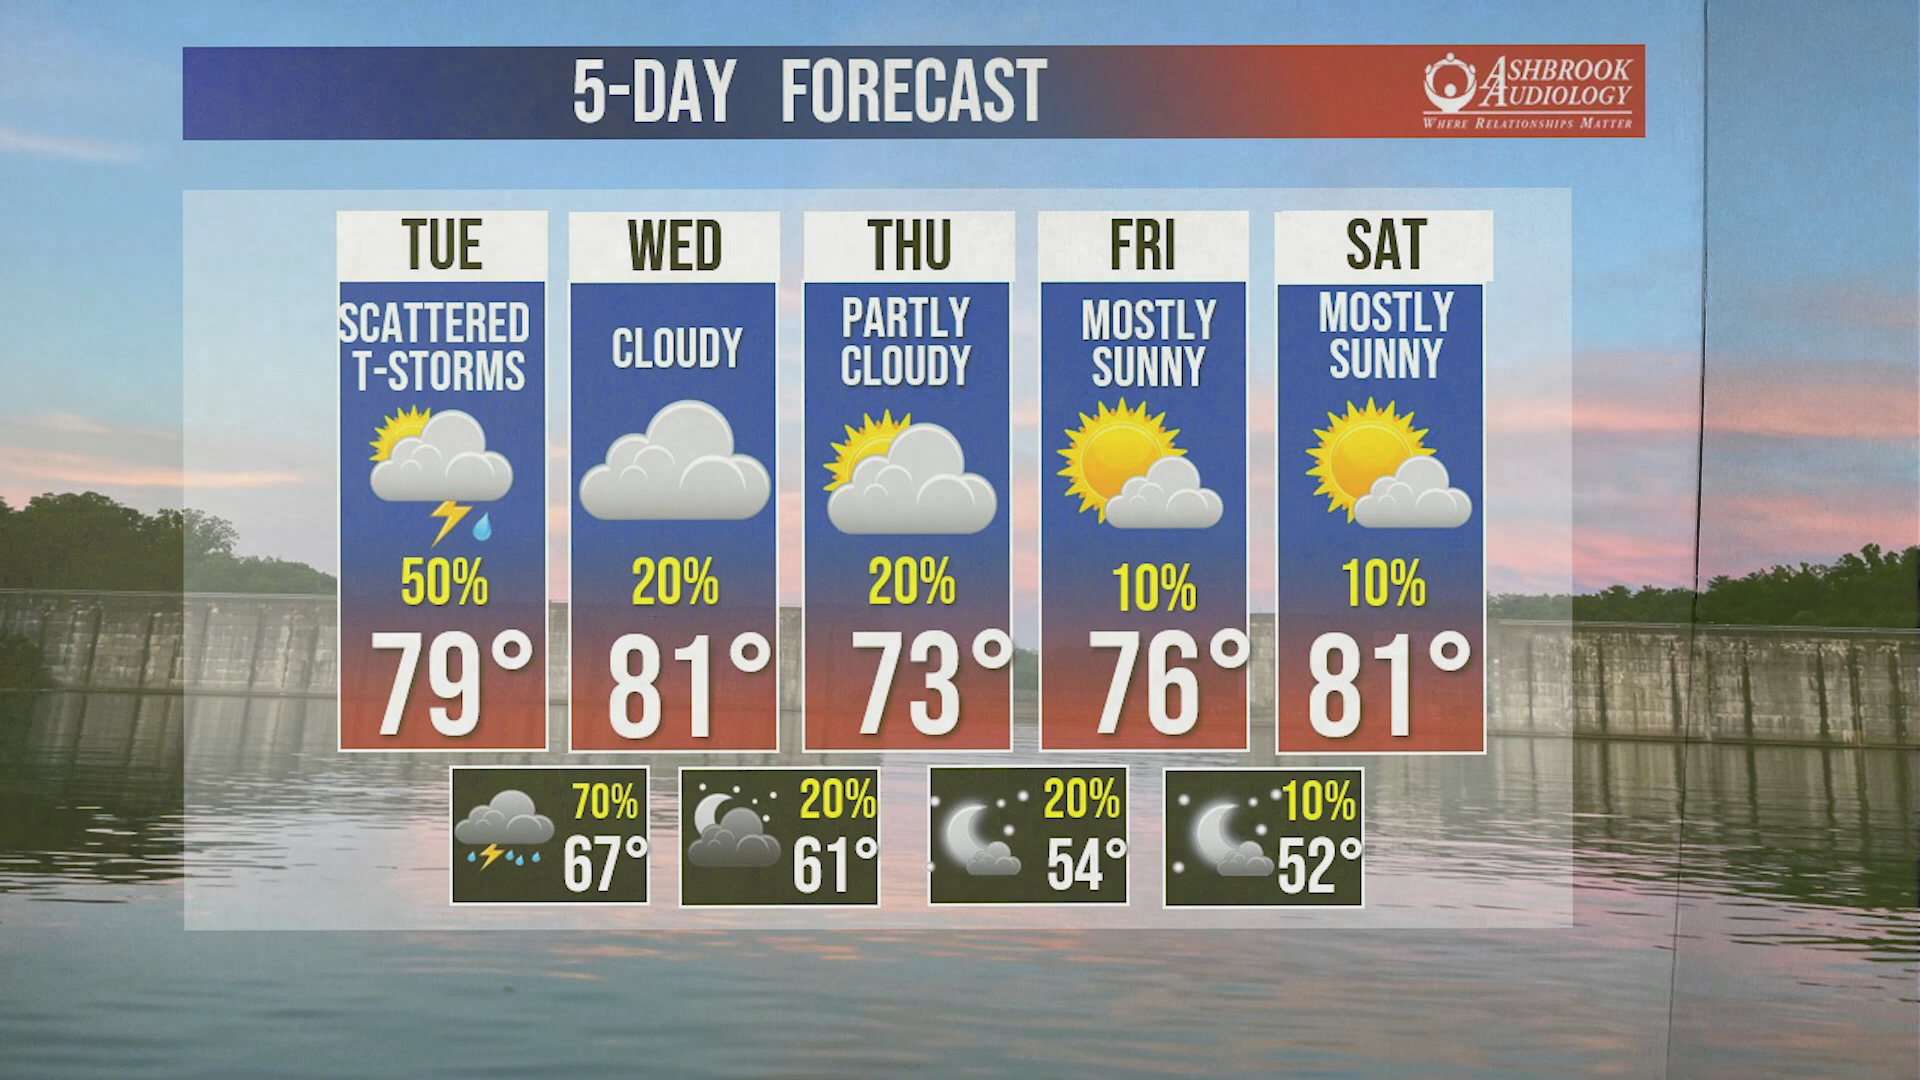 5-DAY FORECAST
ASHBROOK
AUDIOLOGY
WHERE RELATIONSHIPS MATTER
TUE
SCATTERED
T-STORMS
50%
79°
WED
CLOUDY
20%
81°
THU
PARTLY
CLOUDY
20%
73°
FRI
MOSTLY
SUNNY
10%
76°
SAT
MOSTLY
SUNNY
10%
81°
70%
67°
20%
61°
20%
54°
10%
52°